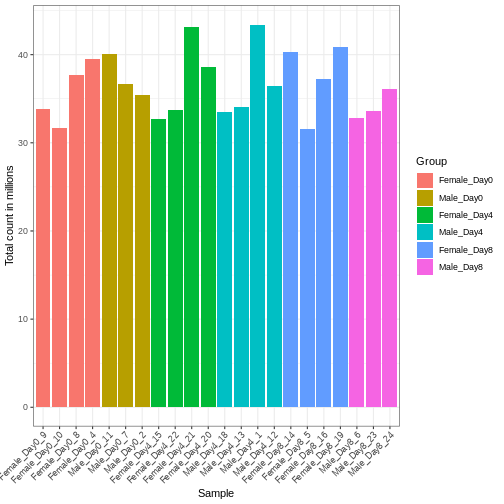 Total count in millions
40
30
20
10
0
Female_Day0_9
Female_Day0_10
Female_Day0_8
Female_Day0_4
Male_Day0_11
Male_Day0_7
Male_Day0_2
Female_Day4_15
Female_Day4_22
Female_Day4_21
Female_Day4_20
Male_Day4_18
Male_Day4_13
Male_Day4_1
Male_Day4_12
Female_Day8_14
Female_Day8_5
Female_Day8_16
Female_Day8_19
Male_Day8_6
Male_Day8_23
Male_Day8_24
Sample
Group
Female_Day0
Male_Day0
Female_Day4
Male_Day4
Female_Day8
Male_Day8